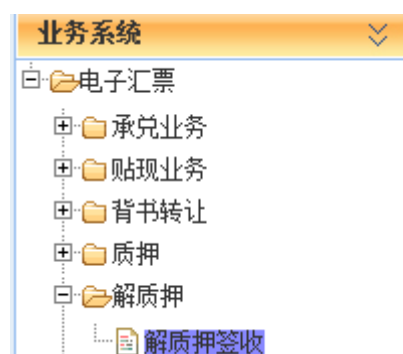 业务系统
电子汇票
承兑业务
贴现业务
背书转让
质押
解质押
解质押签收